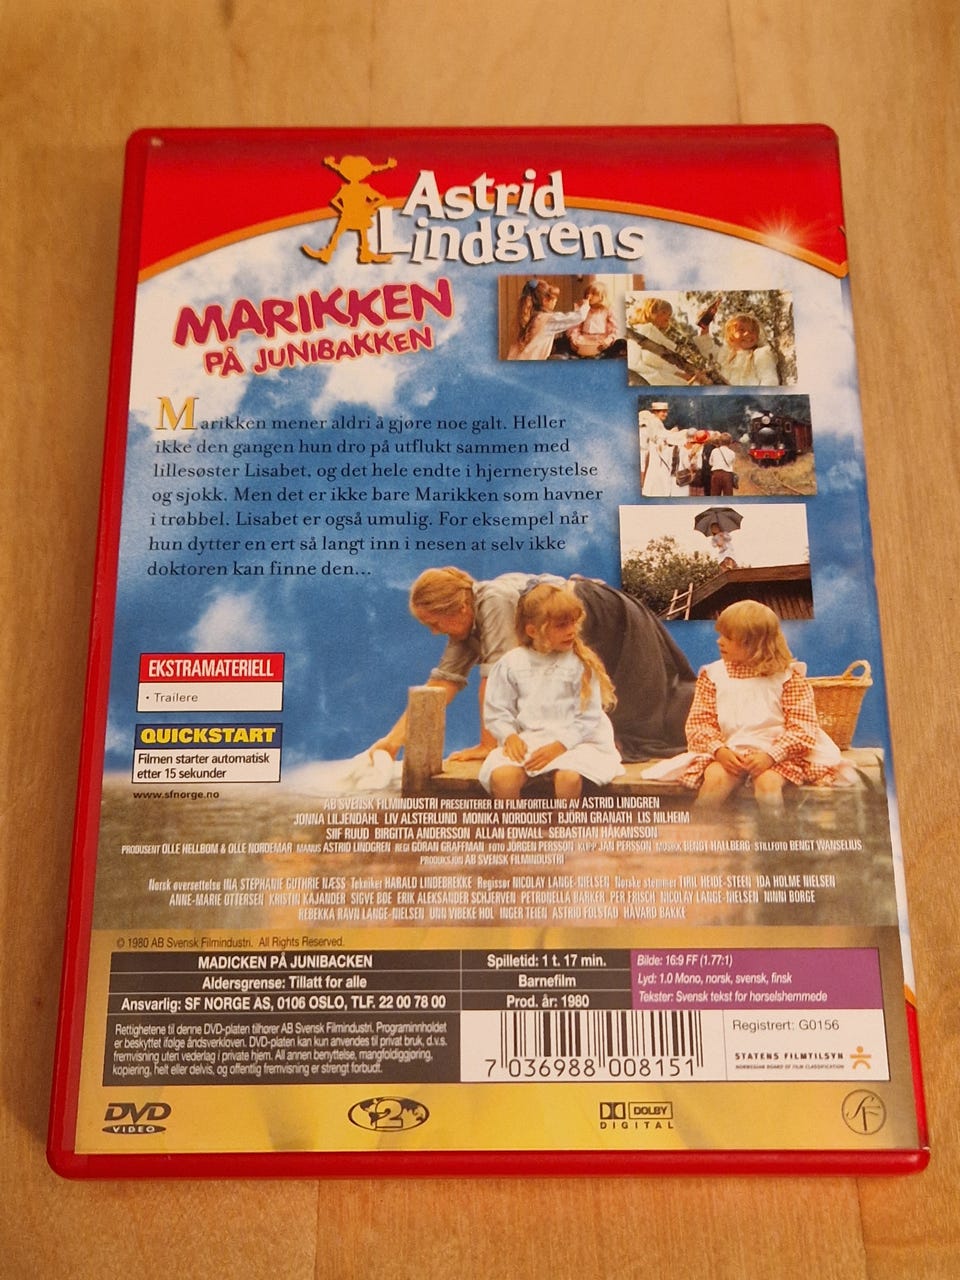 Astrid
Lindgrens
MARIKKEN
PÅ JUNIBAKKEN
Marikken mener aldri å gjøre noe galt. Heller
ikke den gangen hun dro på utflukt sammen med
lillesøster Lisabet, og det hele endte i hjernerystelse
og sjokk. Men det er ikke bare Marikken som havner
i trøbbel. Lisabet er også umulig. For eksempel når
hun dytter en ert så langt inn i nesen at selv ikke
doktoren kan finne den...
EKSTRAMATERIELL
• Trailere
QUICKSTART
Filmen starter automatisk
etter 15 sekunder
www.sfnorge.no
AB SVENSK FILMINDUSTRI PRESENTERER EN FILMFORTELLING AV ASTRID LINDGREN
JONNA LILJENDAHL LIV ALSTERLUND MONIKA NORDQUIST BJÖRN GRANATH LIS NILHEIM
SIIF RUUD BIRGITTA ANDERSSON ALLAN EDWALL SEBASTIAN HÅKANSSON
PRODUSENT OLLE HELLBOM & OLLE NORDEMAR MANUS ASTRID LINDGREN REGI GÖRAN GRAFFMAN FOTO JÖRGEN PERSSON KLIPP JAN PERSSON MUSIKK BENGT HALLBERG STILLFOTO BENGT WANSELIUS
PRODUKSJON AB SVENSK FILMINDUSTRI
Norsk oversettelse INA STEPHANIE GUTHRIE NÆSS Tekniker HARALD LINDEBREKKE Regissør NICOLAY LANGE-NIELSEN Norske stemmer TIRIL HEIDE-STEEN IDA HOLME NIELSEN
ANNE-MARIE OTTERSEN KRISTIN KAJANDER SIGVE BØE ERIK ALEKSANDER SCHJERVEN PETRONELLA BARKER PER FRISCH NICOLAY LANGE-NIELSEN NINNI BORGE
REBEKKA RAVN LANGE-NIELSEN UNN VIBEKE HOL INGER TEIEN ASTRID FOLSTAD HÅVARD BAKKE
© 1980 AB Svensk Filmindustri. All Rights Reserved.
MADICKEN PÅ JUNIBACKEN
Aldersgrense: Tillatt for alle
Ansvarlig: SF NORGE AS, 0106 OSLO, TLF. 22 00 78 00
Spilletid: 1 t. 17 min.
Barnefilm
Prod. år: 1980
Bilde: 16:9 FF (1.77:1)
Lyd: 1.0 Mono, norsk, svensk, finsk
Tekster: Svensk tekst for hørselshemmede
Rettighetene til denne DVD-platen tilhører AB Svensk Filmindustri. Programinnholdet
er beskyttet ifølge åndsverkloven. DVD-platen kan kun anvendes til privat bruk, d.v.s.
fremvisning uten vederlag i private hjem. All annen benyttelse, mangfoldiggjøring,
kopiering, helt eller delvis, og offentlig fremvisning er strengt forbudt.
7 036988 008151
Registrert: G0156
STATENS FILMTILSYN
NORWEGIAN BOARD OF FILM CLASSIFICATION
DVD
VIDEO
2
DOLBY
DIGITAL
SF